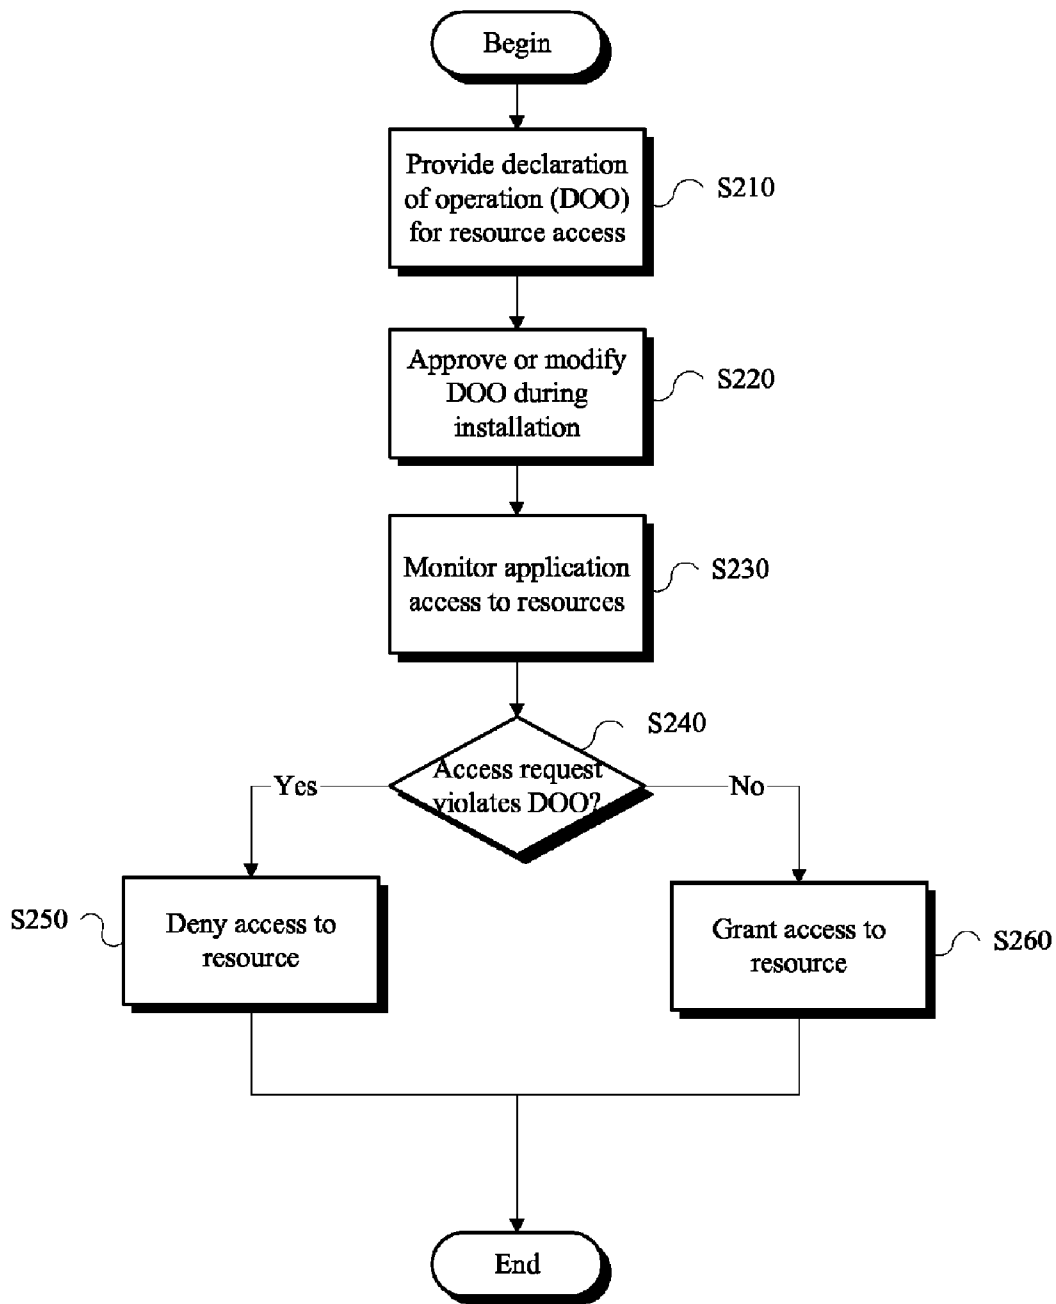 Begin
Provide declaration
of operation (DOO)
for resource access
S210
Approve or modify
DOO during
installation
S220
Monitor application
access to resources
S230
S240
Access request
violates DOO?
Yes
No
S250
Deny access to
resource
Grant access to
resource
S260
End